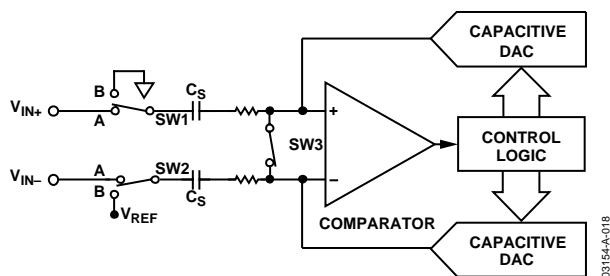 CAPACITIVE
DAC
B
CS
VIN+
A
SW1
+
SW3
CONTROL
LOGIC
VIN–
A
SW2
–
B
CS
VREF
COMPARATOR
CAPACITIVE
DAC
03154-A-018